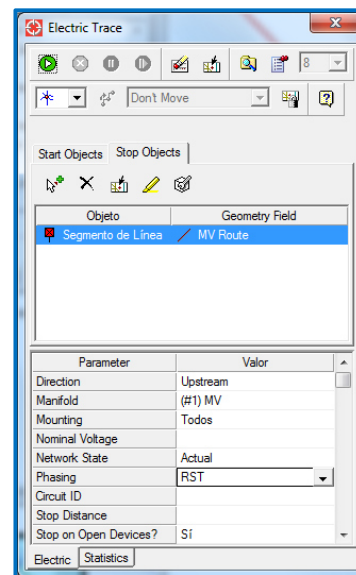 Electric Trace
8
Don't Move
Start Objects Stop Objects
Objeto Geometry Field
Segmento de Línea MV Route
Parameter Valor
Direction Upstream
Manifold (#1) MV
Mounting Todos
Nominal Voltage
Network State Actual
Phasing RST
Circuit ID
Stop Distance
Stop on Open Devices? Sí
Electric Statistics